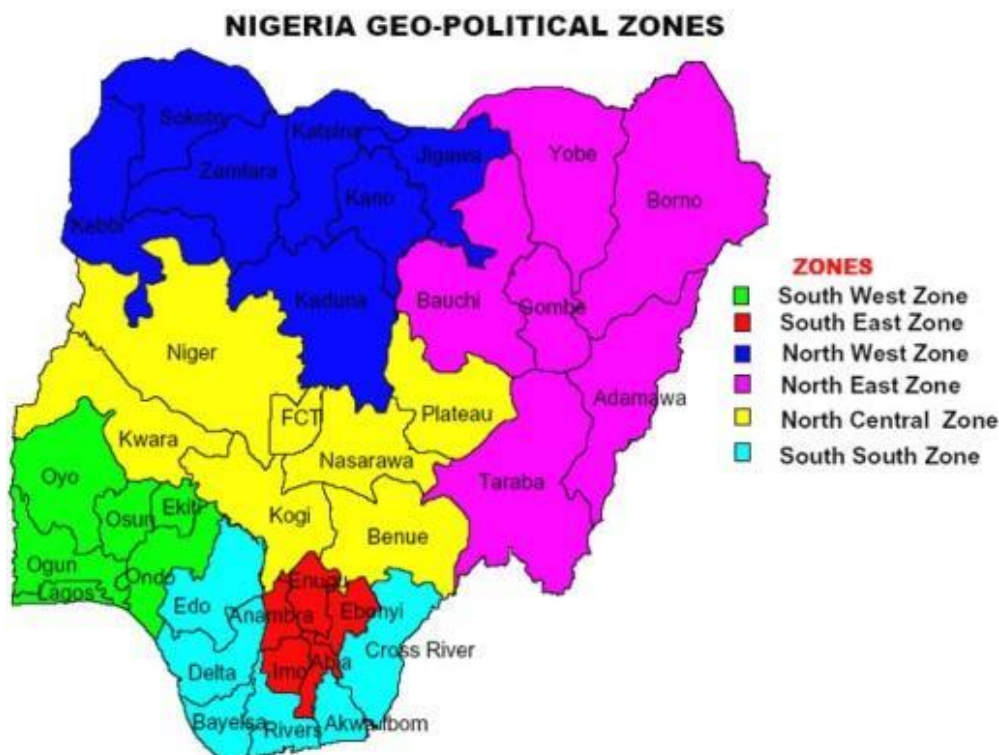 NIGERIA GEO-POLITICAL ZONES
Sokoto
Katsina
Jigawa
Yobe
Zamfara
Kano
Borno
Kebbi
Kaduna
Bauchi
Gombe
Niger
Adamawa
FCT
Plateau
Kwara
Nasarawa
Taraba
Oyo
Osun
Ekiti
Kogi
Benue
Ogun
Ondo
Lagos
Edo
Enugu
Anambra
Ebonyi
Cross River
Delta
Imo
Abia
Bayelsa
Rivers
Akwa Ibom
ZONES
South West Zone
South East Zone
North West Zone
North East Zone
North Central Zone
South South Zone